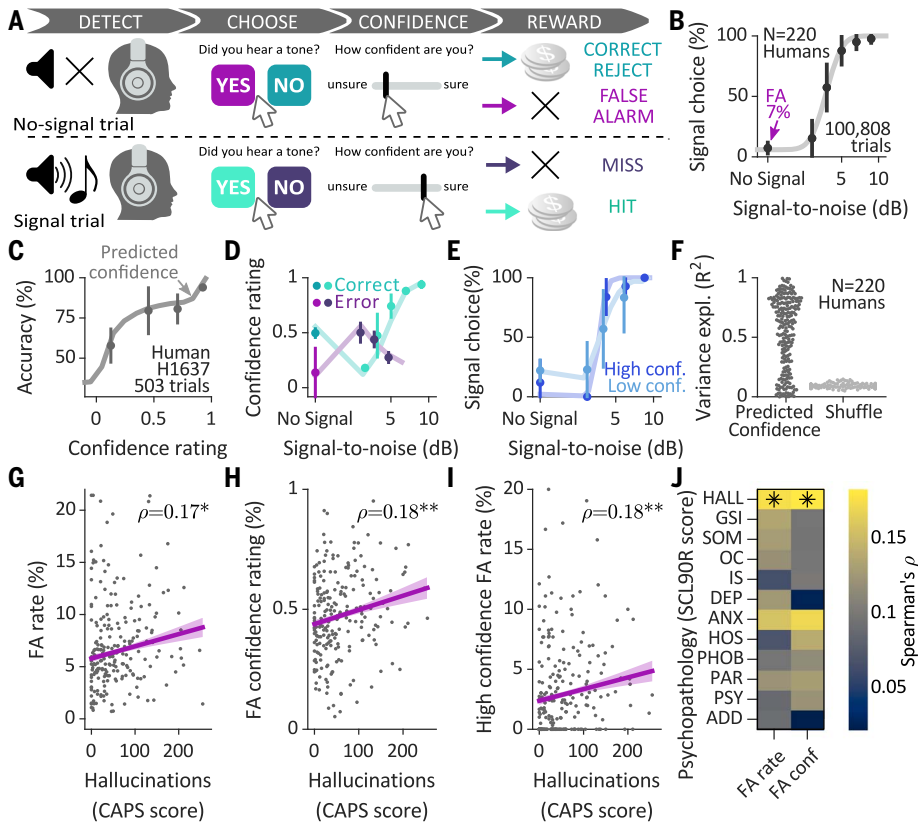 A
DETECT
CHOOSE
CONFIDENCE
REWARD
Did you hear a tone?
How confident are you?
YES
NO
unsure
sure
CORRECT
REJECT
FALSE
ALARM
No-signal trial
Did you hear a tone?
How confident are you?
YES
NO
unsure
sure
MISS
HIT
Signal trial
B
Signal choice (%)
100
50
0
N=220
Humans
FA
7%
100,808
trials
No Signal
5
10
Signal-to-noise (dB)
C
Accuracy (%)
100
75
50
Predicted
confidence
Human
H1637
503 trials
0
0.5
1
Confidence rating
D
Confidence rating
1
0.5
0
Correct
Error
No Signal
5
10
Signal-to-noise (dB)
E
Signal choice(%)
100
50
0
High conf.
Low conf.
No Signal
5
10
Signal-to-noise (dB)
F
Variance expl. (R²)
1
0.5
0
N=220
Humans
Predicted
Confidence
Shuffle
G
FA rate (%)
20
15
10
5
0
ρ=0.17*
0
100
200
Hallucinations
(CAPS score)
H
FA confidence rating (%)
1
0.5
0
ρ=0.18**
0
100
200
Hallucinations
(CAPS score)
I
High confidence FA rate (%)
20
15
10
5
0
ρ=0.18**
0
100
200
Hallucinations
(CAPS score)
J
Psychopathology (SCL90R score)
HALL
GSI
SOM
OC
IS
DEP
ANX
HOS
PHOB
PAR
PSY
ADD
FA rate
FA conf
0.15
0.1
0.05
Spearman's ρ